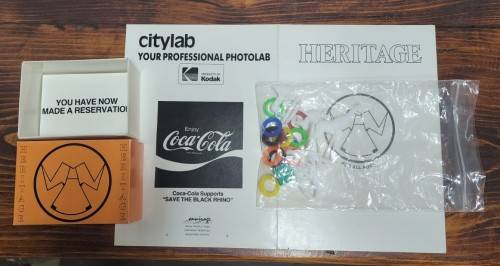 citylab
YOUR PROFESSIONAL PHOTOLAB
Kodak
HERITAGE
YOU HAVE NOW
MADE A RESERVATION
Enjoy
Coca-Cola
Coca-Cola Supports
"SAVE THE BLACK RHINO"
HERITAGE
HERITAGE